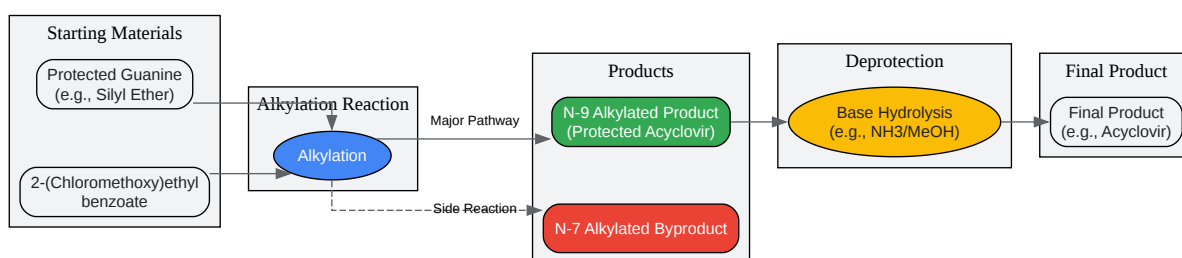 Starting Materials
Protected Guanine
(e.g., Silyl Ether)
2-(Chloromethoxy)ethyl
benzoate
Alkylation Reaction
Alkylation
Major Pathway
Side Reaction
Products
N-9 Alkylated Product
(Protected Acyclovir)
N-7 Alkylated Byproduct
Deprotection
Base Hydrolysis
(e.g., NH3/MeOH)
Final Product
Final Product
(e.g., Acyclovir)